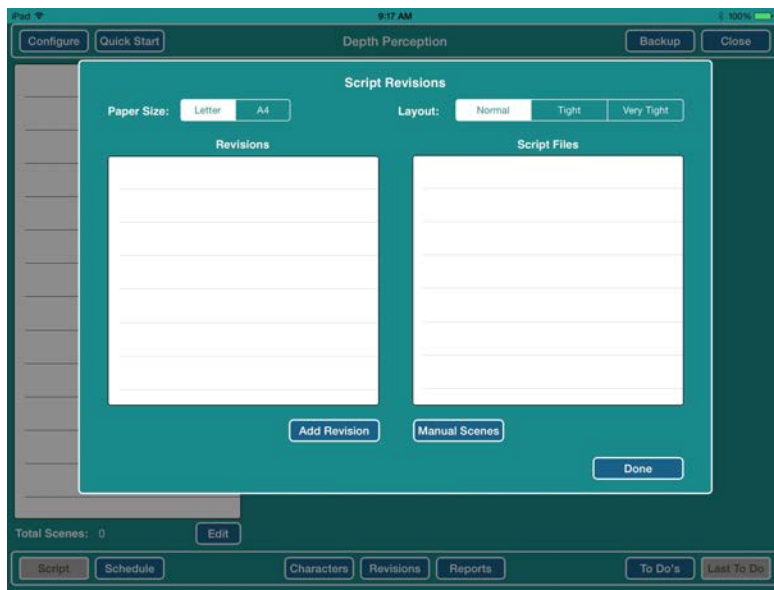 iPad 9:17 AM 100%
Configure Quick Start Depth Perception Backup Close
Script Revisions
Paper Size: Letter A4 Layout: Normal Tight Very Tight
Revisions Script Files
Add Revision Manual Scenes
Done
Total Scenes: 0 Edit
Script Schedule Characters Revisions Reports To Do's Last To Do